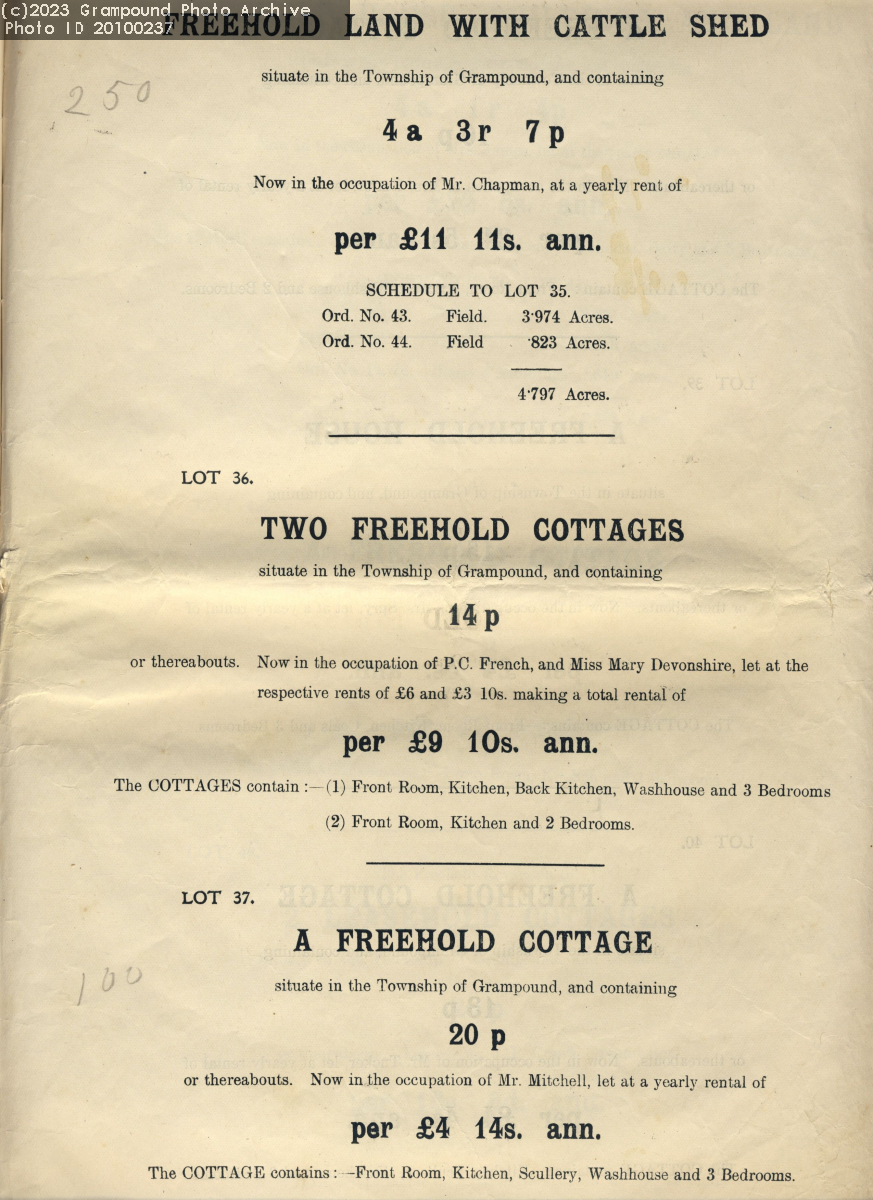 (c)2023 Grampound Photo Archive
Photo ID 20100237
FREEHOLD LAND WITH CATTLE SHED
situate in the Township of Grampound, and containing
250
4 a 3 r 7 p
Now in the occupation of Mr. Chapman, at a yearly rent of
per £11 11s. ann.
SCHEDULE TO LOT 35.
Ord. No. 43. Field. 3·974 Acres.
Ord. No. 44. Field ·823 Acres.
4·797 Acres.
LOT 36.
TWO FREEHOLD COTTAGES
situate in the Township of Grampound, and containing
14 p
or thereabouts. Now in the occupation of P.C. French, and Miss Mary Devonshire, let at the
respective rents of £6 and £3 10s. making a total rental of
per £9 10s. ann.
The COTTAGES contain :—(1) Front Room, Kitchen, Back Kitchen, Washhouse and 3 Bedrooms
(2) Front Room, Kitchen and 2 Bedrooms.
LOT 37.
A FREEHOLD COTTAGE
situate in the Township of Grampound, and containing
100
20 p
or thereabouts. Now in the occupation of Mr. Mitchell, let at a yearly rental of
per £4 14s. ann.
The COTTAGE contains : —Front Room, Kitchen, Scullery, Washhouse and 3 Bedrooms.